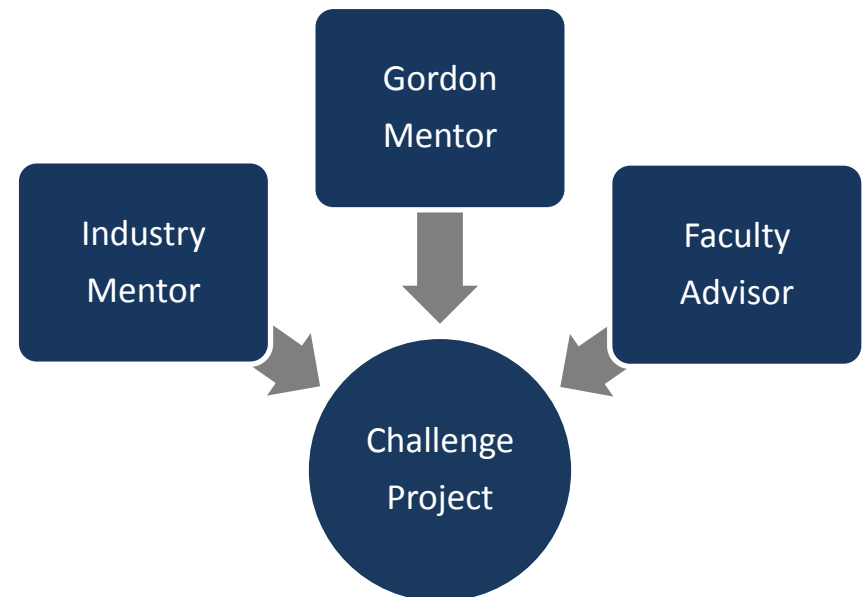 Gordon
Mentor
Industry
Mentor
Faculty
Advisor
Challenge
Project